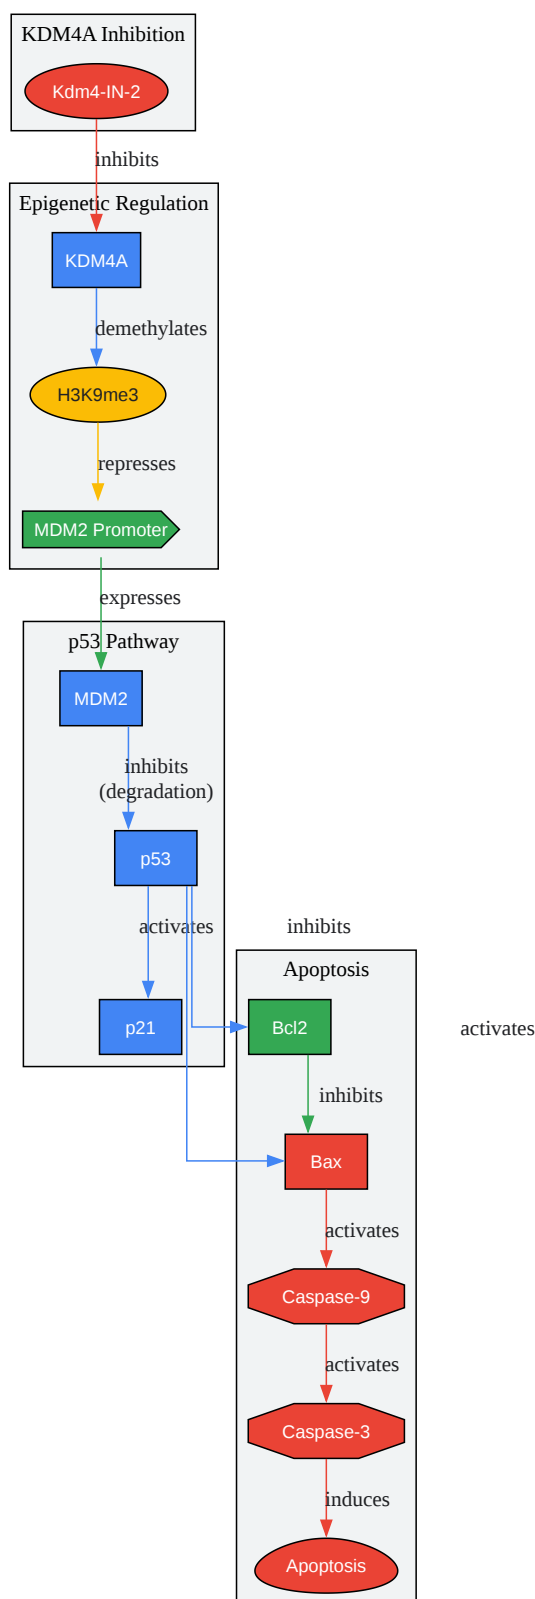 KDM4A Inhibition
Kdm4-IN-2
inhibits
Epigenetic Regulation
KDM4A
demethylates
H3K9me3
represses
MDM2 Promoter
expresses
p53 Pathway
MDM2
inhibits
(degradation)
p53
activates
inhibits
Apoptosis
p21
Bcl2
activates
inhibits
Bax
activates
Caspase-9
activates
Caspase-3
induces
Apoptosis